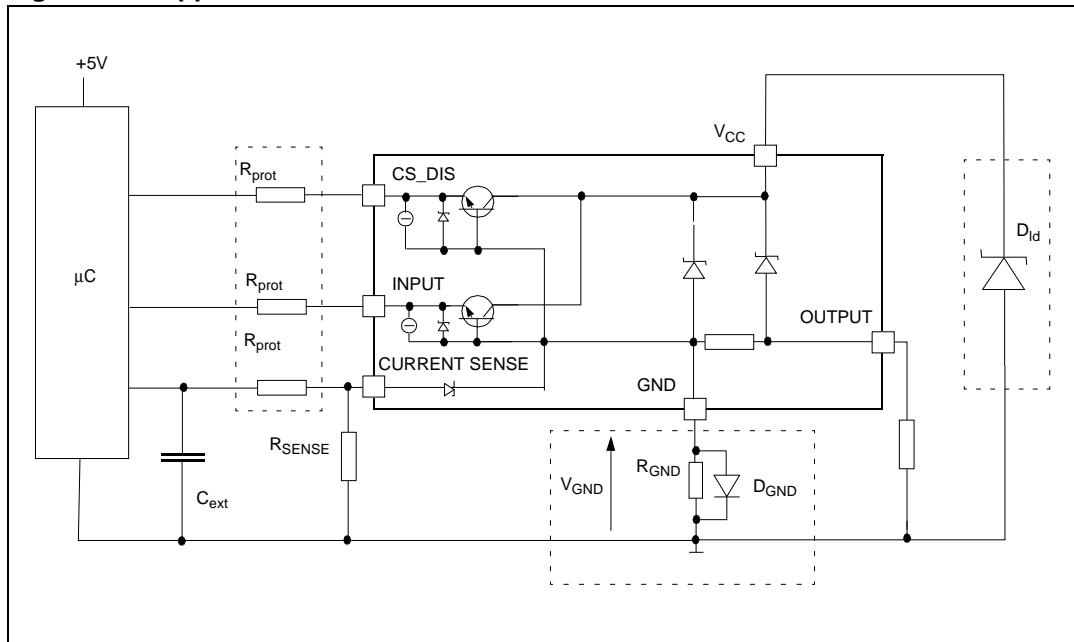 +5V
V_CC
R_prot
CS_DIS
D_ld
μC
R_prot
INPUT
OUTPUT
R_prot
CURRENT SENSE
GND
R_SENSE
R_GND
V_GND
D_GND
C_ext